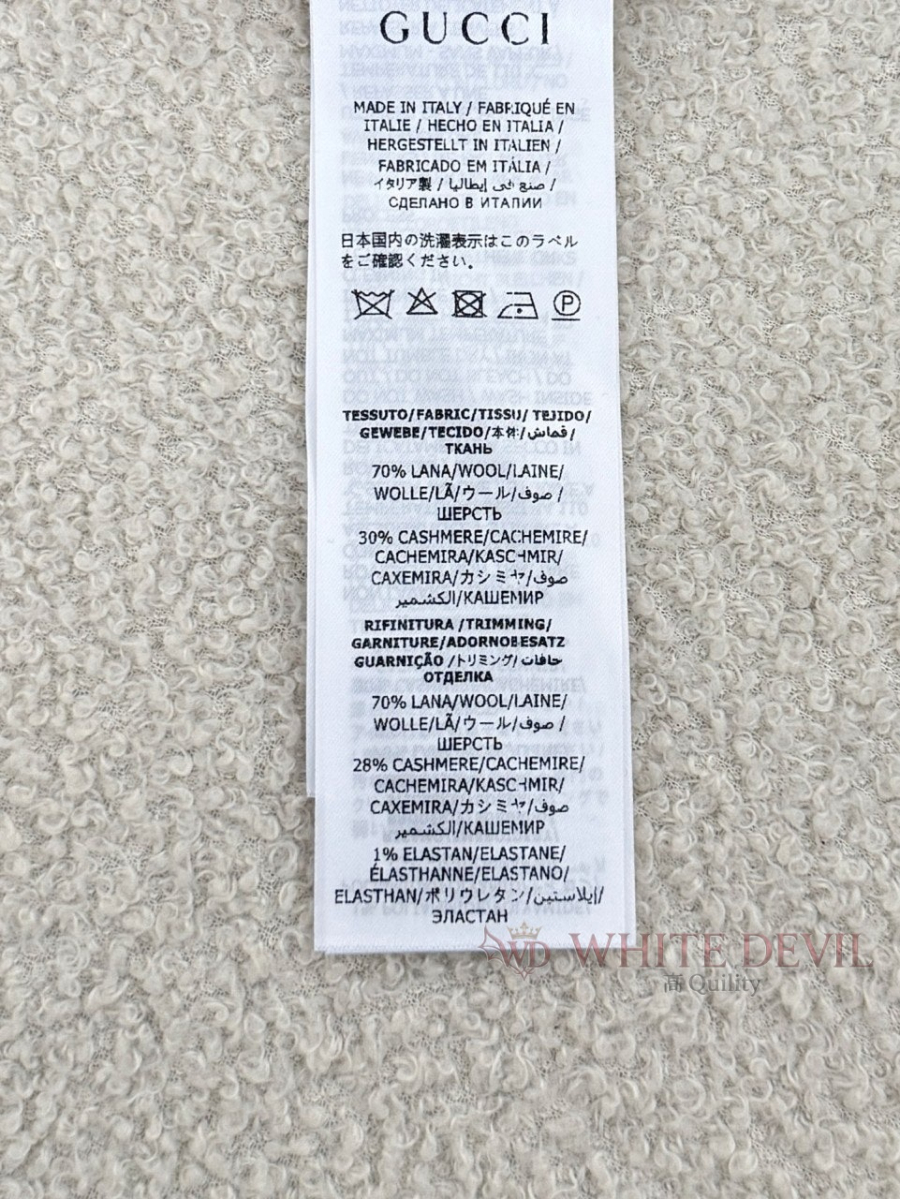 GUCCI
MADE IN ITALY / FABRIQUÉ EN
ITALIE / HECHO EN ITALIA /
HERGESTELLT IN ITALIEN /
FABRICADO EM ITÁLIA /
イタリア製 / صنع في إيطاليا /
СДЕЛАНО В ИТАЛИИ
日本国内の洗濯表示はこのラベル
をご確認ください。
P
TESSUTO/FABRIC/TISSU/ TEJIDO/
GEWEBE/TECIDO/本体/قماش/
ТКАНЬ
70% LANA/WOOL/LAINE/
WOLLE/LÃ/ウール/صوف /
ШЕРСТЬ
30% CASHMERE/CACHEMIRE/
CACHEMIRA/KASCHMIR/
CAXEMIRA/カシミヤ/صوف
الكشمير/КАШЕМИР
RIFINITURA /TRIMMING/
GARNITURE/ADORNOBESATZ
GUARNIÇÃO /トリミング/حافات
ОТДЕЛКА
70% LANA/WOOL/LAINE/
WOLLE/LÃ/ウール/صوف /
ШЕРСТЬ
28% CASHMERE/CACHEMIRE/
CACHEMIRA/KASCHMIR/
CAXEMIRA/カシミヤ/صوف
الكشمير/КАШЕМИР
1% ELASTAN/ELASTANE/
ÉLASTHANNE/ELASTANO/
ELASTHAN/ポリウレタン/إيلاستين/
ЭЛАСТАН
WD WHITE DEVIL
高 Quility